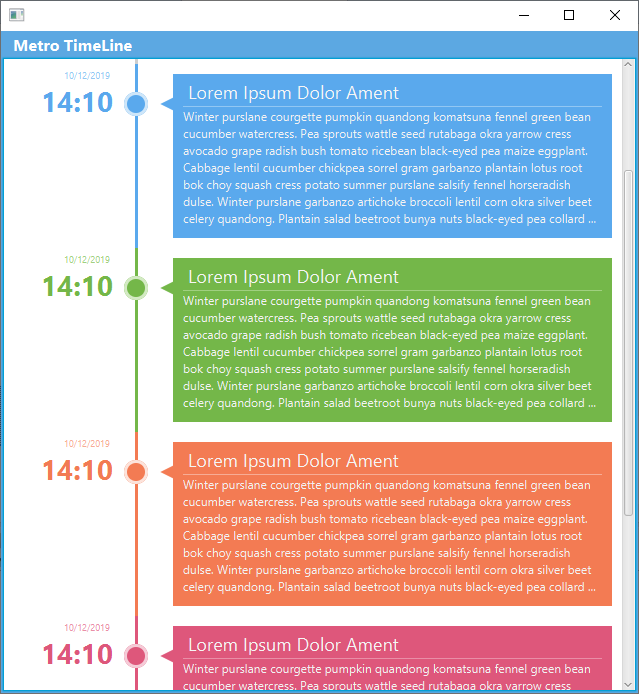 Metro TimeLine
10/12/2019
14:10
Lorem Ipsum Dolor Ament
Winter purslane courgette pumpkin quandong komatsuna fennel green bean
cucumber watercress. Pea sprouts wattle seed rutabaga okra yarrow cress
avocado grape radish bush tomato ricebean black-eyed pea maize eggplant.
Cabbage lentil cucumber chickpea sorrel gram garbanzo plantain lotus root
bok choy squash cress potato summer purslane salsify fennel horseradish
dulse. Winter purslane garbanzo artichoke broccoli lentil corn okra silver beet
celery quandong. Plantain salad beetroot bunya nuts black-eyed pea collard ...
10/12/2019
14:10
Lorem Ipsum Dolor Ament
Winter purslane courgette pumpkin quandong komatsuna fennel green bean
cucumber watercress. Pea sprouts wattle seed rutabaga okra yarrow cress
avocado grape radish bush tomato ricebean black-eyed pea maize eggplant.
Cabbage lentil cucumber chickpea sorrel gram garbanzo plantain lotus root
bok choy squash cress potato summer purslane salsify fennel horseradish
dulse. Winter purslane garbanzo artichoke broccoli lentil corn okra silver beet
celery quandong. Plantain salad beetroot bunya nuts black-eyed pea collard ...
10/12/2019
14:10
Lorem Ipsum Dolor Ament
Winter purslane courgette pumpkin quandong komatsuna fennel green bean
cucumber watercress. Pea sprouts wattle seed rutabaga okra yarrow cress
avocado grape radish bush tomato ricebean black-eyed pea maize eggplant.
Cabbage lentil cucumber chickpea sorrel gram garbanzo plantain lotus root
bok choy squash cress potato summer purslane salsify fennel horseradish
dulse. Winter purslane garbanzo artichoke broccoli lentil corn okra silver beet
celery quandong. Plantain salad beetroot bunya nuts black-eyed pea collard ...
10/12/2019
14:10
Lorem Ipsum Dolor Ament
Winter purslane courgette pumpkin quandong komatsuna fennel green bean
cucumber watercress. Pea sprouts wattle seed rutabaga okra yarrow cress